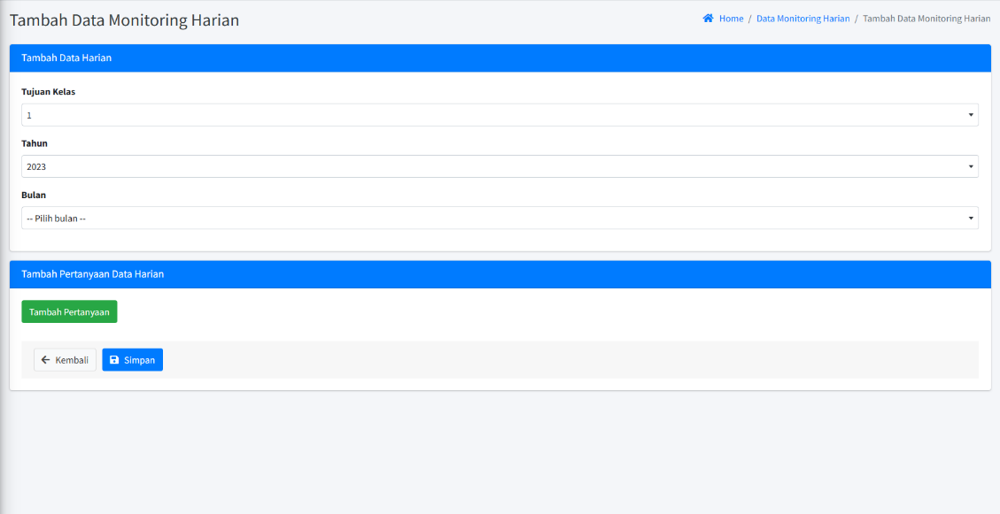 Tambah Data Monitoring Harian
Home / Data Monitoring Harian / Tambah Data Monitoring Harian
Tambah Data Harian
Tujuan Kelas
1
Tahun
2023
Bulan
-- Pilih bulan --
Tambah Pertanyaan Data Harian
Tambah Pertanyaan
Kembali
Simpan